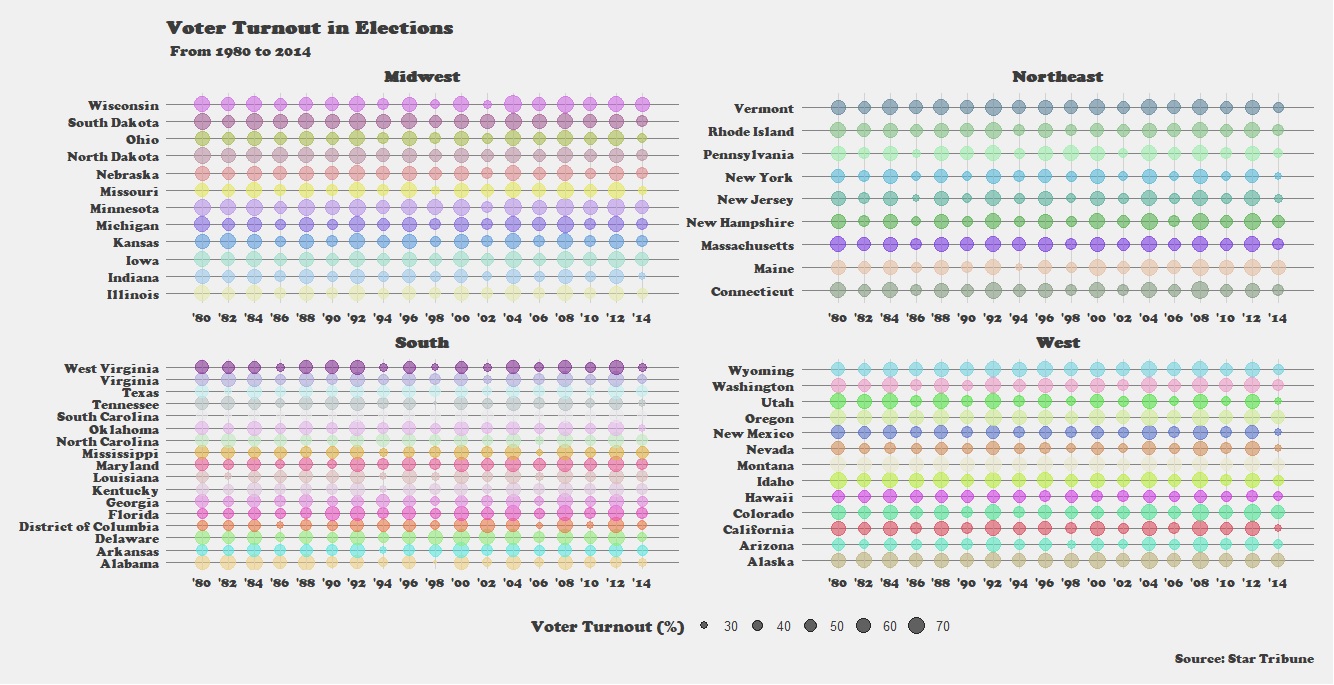 Voter Turnout in Elections
From 1980 to 2014
Midwest
Wisconsin
South Dakota
Ohio
North Dakota
Nebraska
Missouri
Minnesota
Michigan
Kansas
Iowa
Indiana
Illinois
'80 '82 '84 '86 '88 '90 '92 '94 '96 '98 '00 '02 '04 '06 '08 '10 '12 '14
Northeast
Vermont
Rhode Island
Pennsylvania
New York
New Jersey
New Hampshire
Massachusetts
Maine
Connecticut
'80 '82 '84 '86 '88 '90 '92 '94 '96 '98 '00 '02 '04 '06 '08 '10 '12 '14
South
West Virginia
Virginia
Texas
Tennessee
South Carolina
Oklahoma
North Carolina
Mississippi
Maryland
Louisiana
Kentucky
Georgia
Florida
District of Columbia
Delaware
Arkansas
Alabama
'80 '82 '84 '86 '88 '90 '92 '94 '96 '98 '00 '02 '04 '06 '08 '10 '12 '14
West
Wyoming
Washington
Utah
Oregon
New Mexico
Nevada
Montana
Idaho
Hawaii
Colorado
California
Arizona
Alaska
'80 '82 '84 '86 '88 '90 '92 '94 '96 '98 '00 '02 '04 '06 '08 '10 '12 '14
Voter Turnout (%) 30 40 50 60 70
Source: Star Tribune